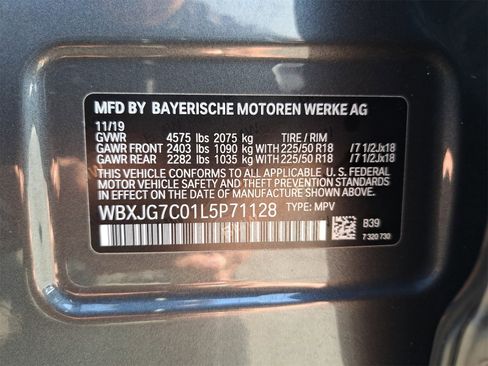 MFD BY BAYERISCHE MOTOREN WERKE AG
11/19
GVWR 4575 lbs 2075 kg TIRE / RIM
GAWR FRONT 2403 lbs 1090 kg WITH 225/50 R18 /7 1/2Jx18
GAWR REAR 2282 lbs 1035 kg WITH 225/50 R18 /7 1/2Jx18
THIS VEHICLE CONFORMS TO ALL APPLICABLE U. S. FEDERAL
MOTOR VEHICLE SAFETY, BUMPER, AND THEFT PREVENTION
STANDARDS IN EFFECT ON THE DATE OF MANUFACTURE SHOWN ABOVE.
WBXJG7C01L5P71128 TYPE: MPV
B39
7 320 730